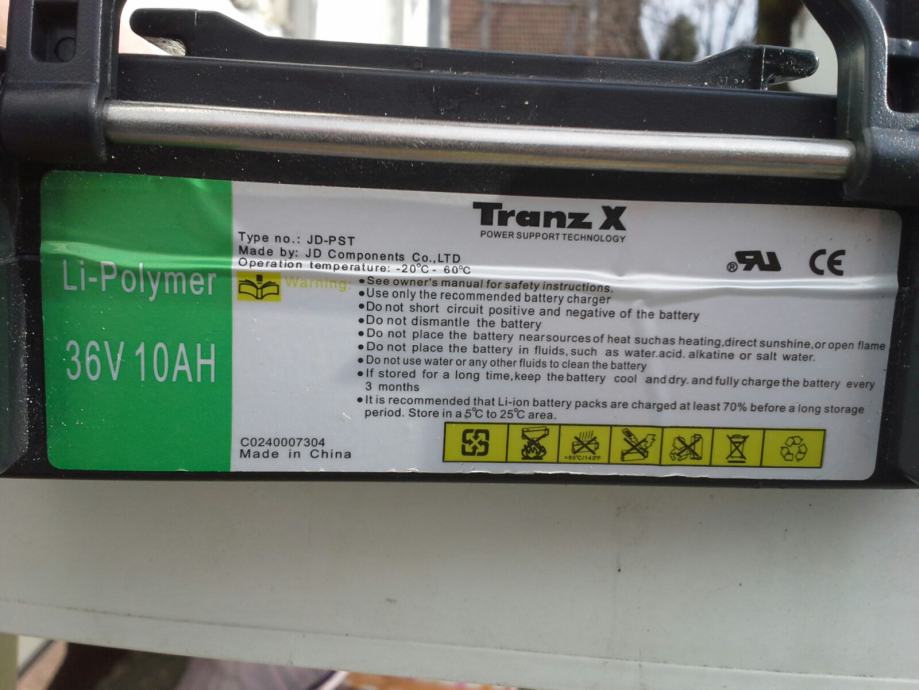 Tranz X
POWER SUPPORT TECHNOLOGY
Type no.: JD-PST
Made by: JD Components Co.,LTD
Operation temperature: -20°C - 60°C
Li-Polymer
36V 10AH
Warning:
• See owner's manual for safety instructions.
• Use only the recommended battery charger
• Do not short circuit positive and negative of the battery
• Do not dismantle the battery
• Do not place the battery near sources of heat such as heating, direct sunshine, or open flame
• Do not place the battery in fluids, such as water. acid. alkatine or salt water.
• Do not use water or any other fluids to clean the battery
• If stored for a long time, keep the battery cool and dry. and fully charge the battery every
3 months
• It is recommended that Li-ion battery packs are charged at least 70% before a long storage
period. Store in a 5°C to 25°C area.
C0240007304
Made in China
® RU CE